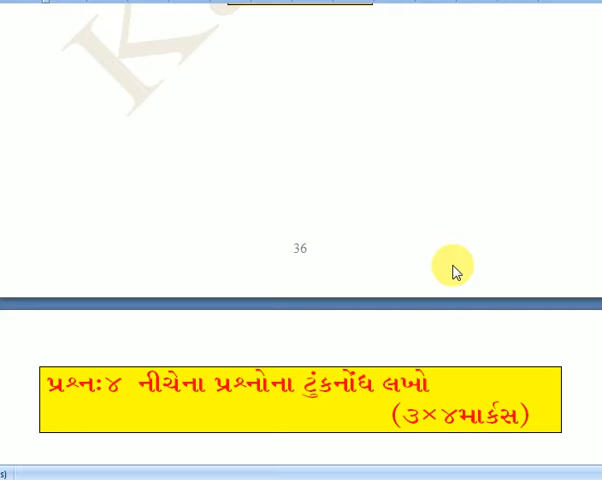 36
પ્રશ્નઃ૪ નીચેના પ્રશ્નોના ટુંકનોંધ લખો
(૩×૪માર્કસ)
s)